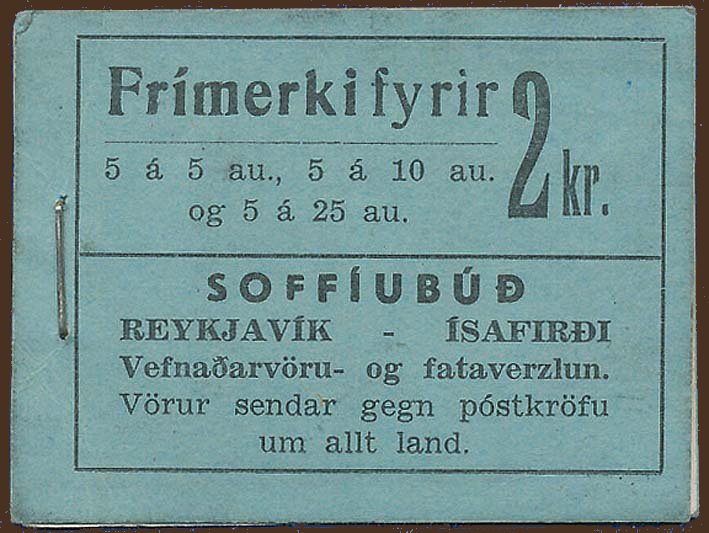 Frímerki fyrir 2 kr.
5 á 5 au., 5 á 10 au.
og 5 á 25 au.
SOFFÍUBÚÐ
REYKJAVÍK - ÍSAFIRÐI
Vefnaðarvöru- og fataverzlun.
Vörur sendar gegn póstkröfu
um allt land.